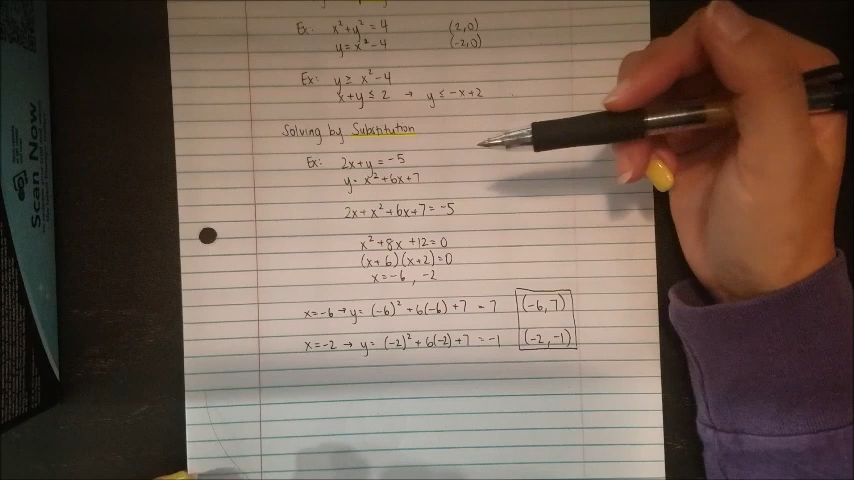 Ex: x² + y² = 4 (2,0)
y = x² - 4 (-2,0)
Ex: y ≥ x² - 4
x + y ≤ 2 → y ≤ -x + 2
Solving by Substitution
Ex: 2x + y = -5
y = x² + 6x + 7
2x + x² + 6x + 7 = -5
x² + 8x + 12 = 0
(x + 6)(x + 2) = 0
x = -6, -2
x = -6 → y = (-6)² + 6(-6) + 7 = 7 (-6, 7)
x = -2 → y = (-2)² + 6(-2) + 7 = -1 (-2, -1)
Scan Now